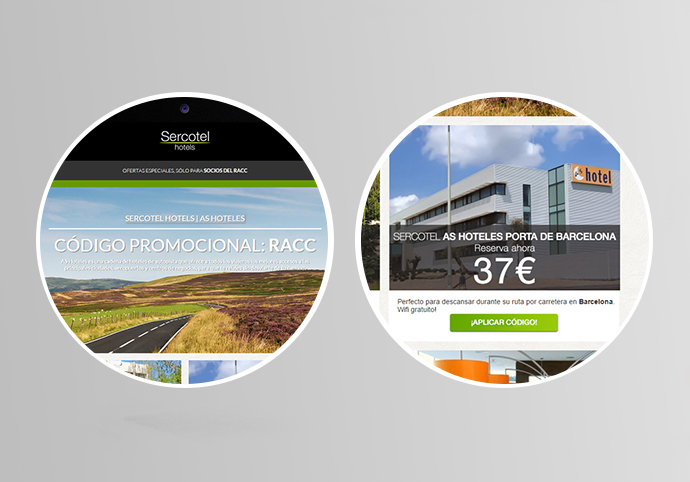 Sercotel
hotels
OFERTAS ESPECIALES, SÓLO PARA SOCIOS DEL RACC
SERCOTEL HOTELS | AS HOTELES
CÓDIGO PROMOCIONAL: RACC
hotel
SERCOTEL AS HOTELES PORTA DE BARCELONA
Reserva ahora
37€
Perfecto para descansar durante su ruta por carretera en Barcelona.
Wifi gratuito!
¡APLICAR CÓDIGO!